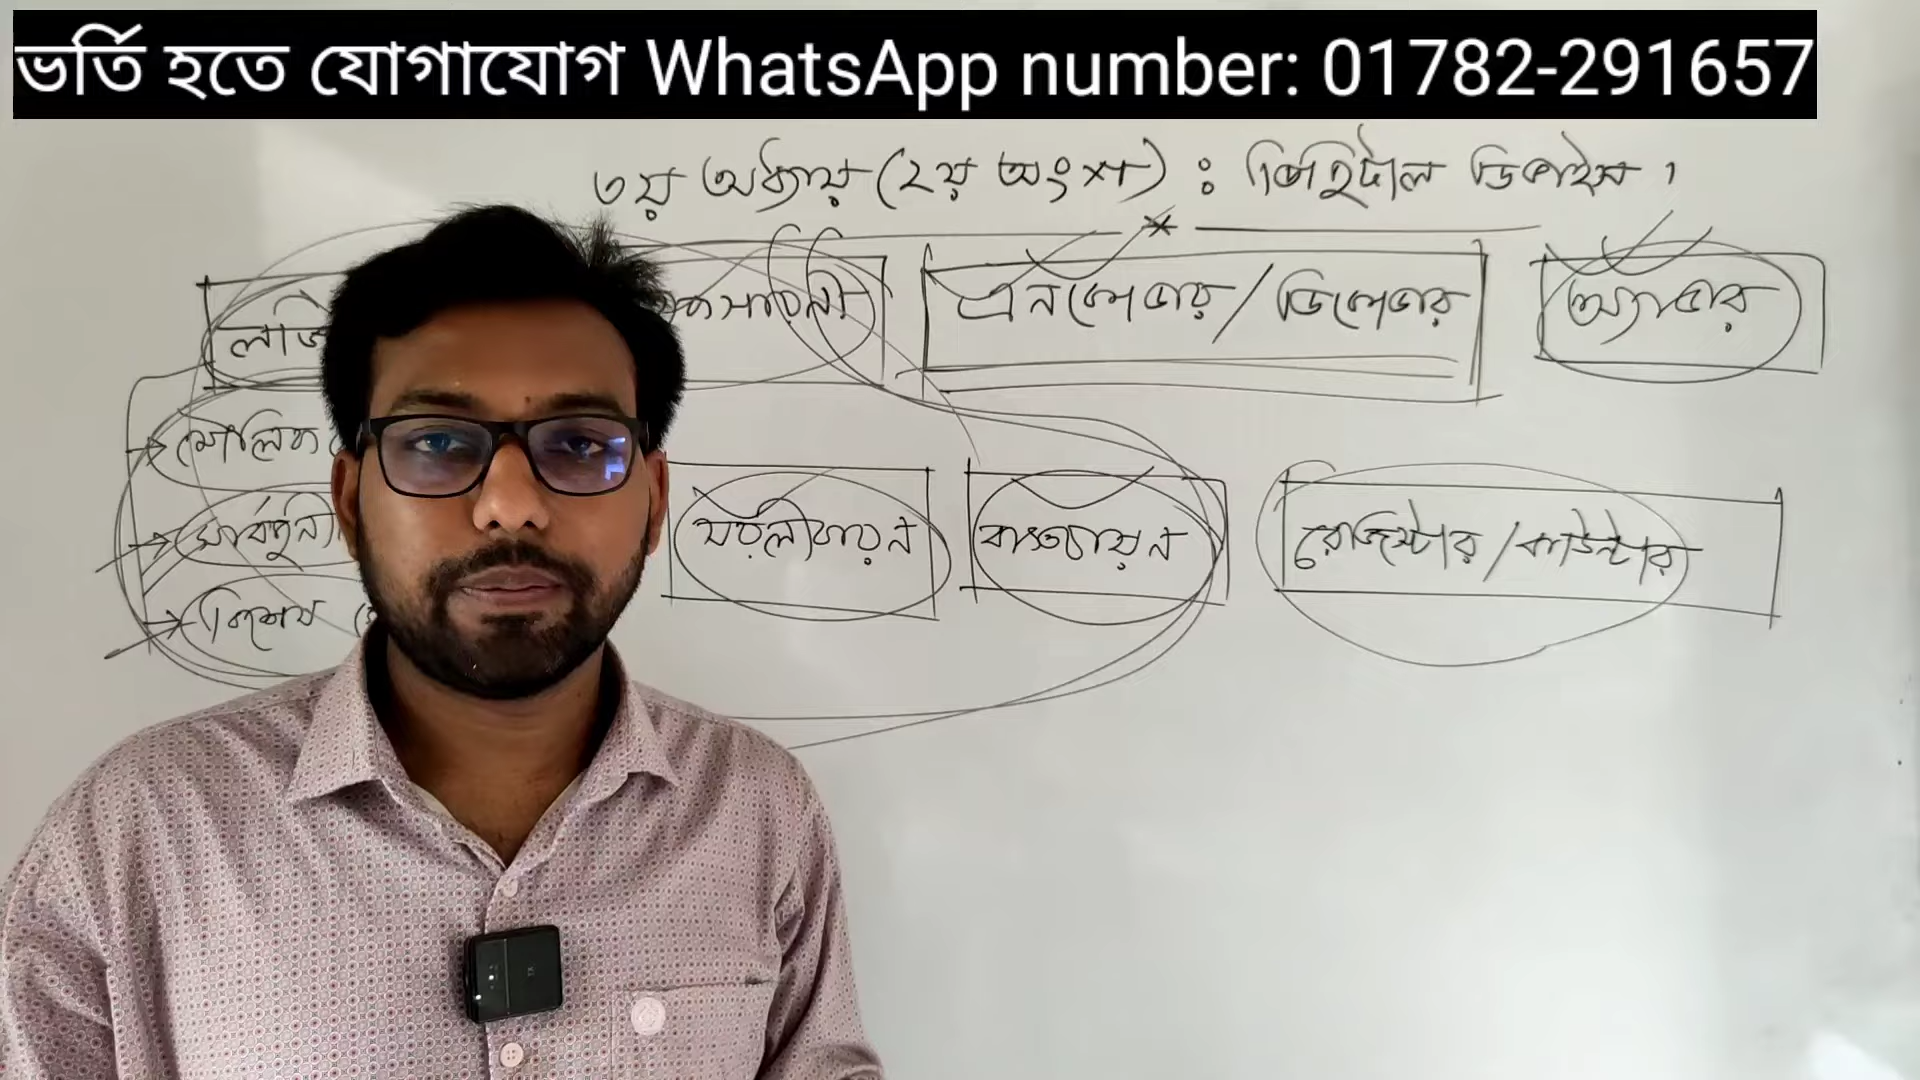 ভর্তি হতে যোগাযোগ WhatsApp number: 01782-291657
৩য় অধ্যায় (২য় অংশ) : ডিজিটাল ডিভাইস।
এনকোডার / ডিকোডার
অ্যাডার
মৌলিক
সরলীকরণ
বাস্তবায়ন
রেজিস্টার / কাউন্টার
বিশেষ